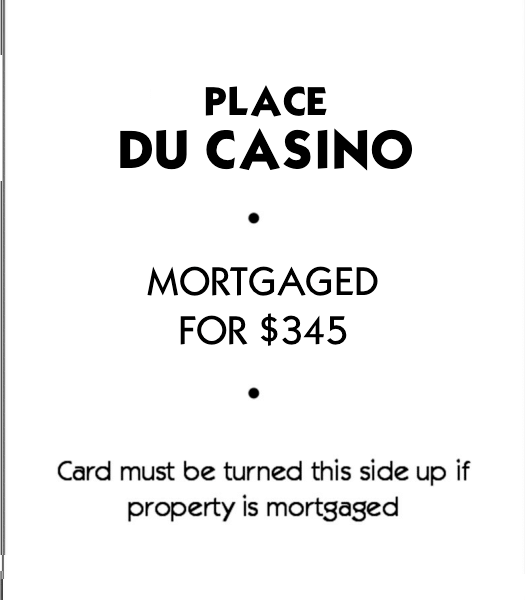 PLACE
DU CASINO
•
MORTGAGED
FOR $345
•
Card must be turned this side up if
property is mortgaged